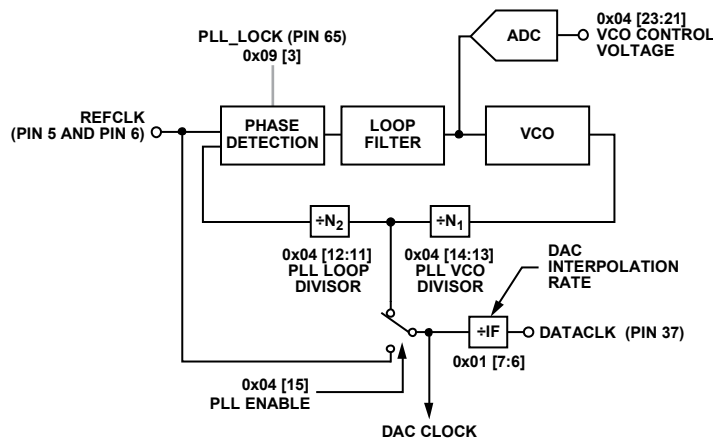 0x04 [23:21]
VCO CONTROL
VOLTAGE
ADC
PLL_LOCK (PIN 65)
0x09 [3]
REFCLK
(PIN 5 AND PIN 6)
PHASE
DETECTION
LOOP
FILTER
VCO
÷N₂
÷N₁
0x04 [12:11]
PLL LOOP
DIVISOR
0x04 [14:13]
PLL VCO
DIVISOR
DAC
INTERPOLATION
RATE
÷IF
DATACLK (PIN 37)
0x01 [7:6]
0x04 [15]
PLL ENABLE
DAC CLOCK